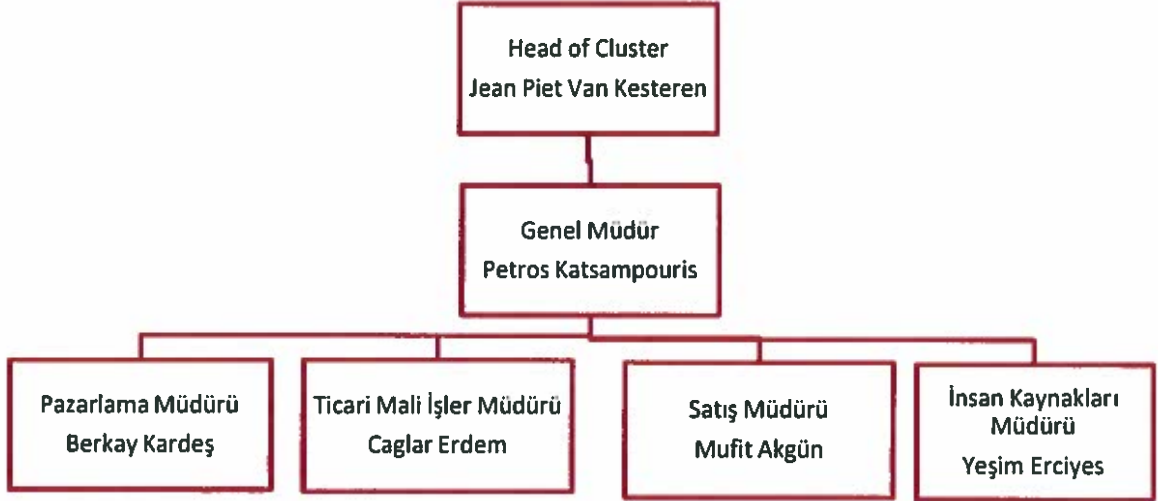 Head of Cluster
Jean Piet Van Kesteren
Genel Müdür
Petros Katsampouris
Pazarlama Müdürü
Berkay Kardeş
Ticari Mali İşler Müdürü
Caglar Erdem
Satış Müdürü
Mufit Akgün
İnsan Kaynakları
Müdürü
Yeşim Erciyes